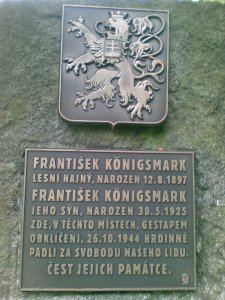 FRANTIŠEK KÖNIGSMARK
LESNÍ HAJNÝ, NAROZEN 12.8.1897
FRANTIŠEK KÖNIGSMARK
JEHO SYN, NAROZEN 30.5.1925
ZDE, V TĚCHTO MÍSTECH, GESTAPEM
OBKLÍČENI, 26.10.1944 HRDINNĚ
PADLI ZA SVOBODU NAŠEHO LIDU.
ČEST JEJICH PAMÁTCE.